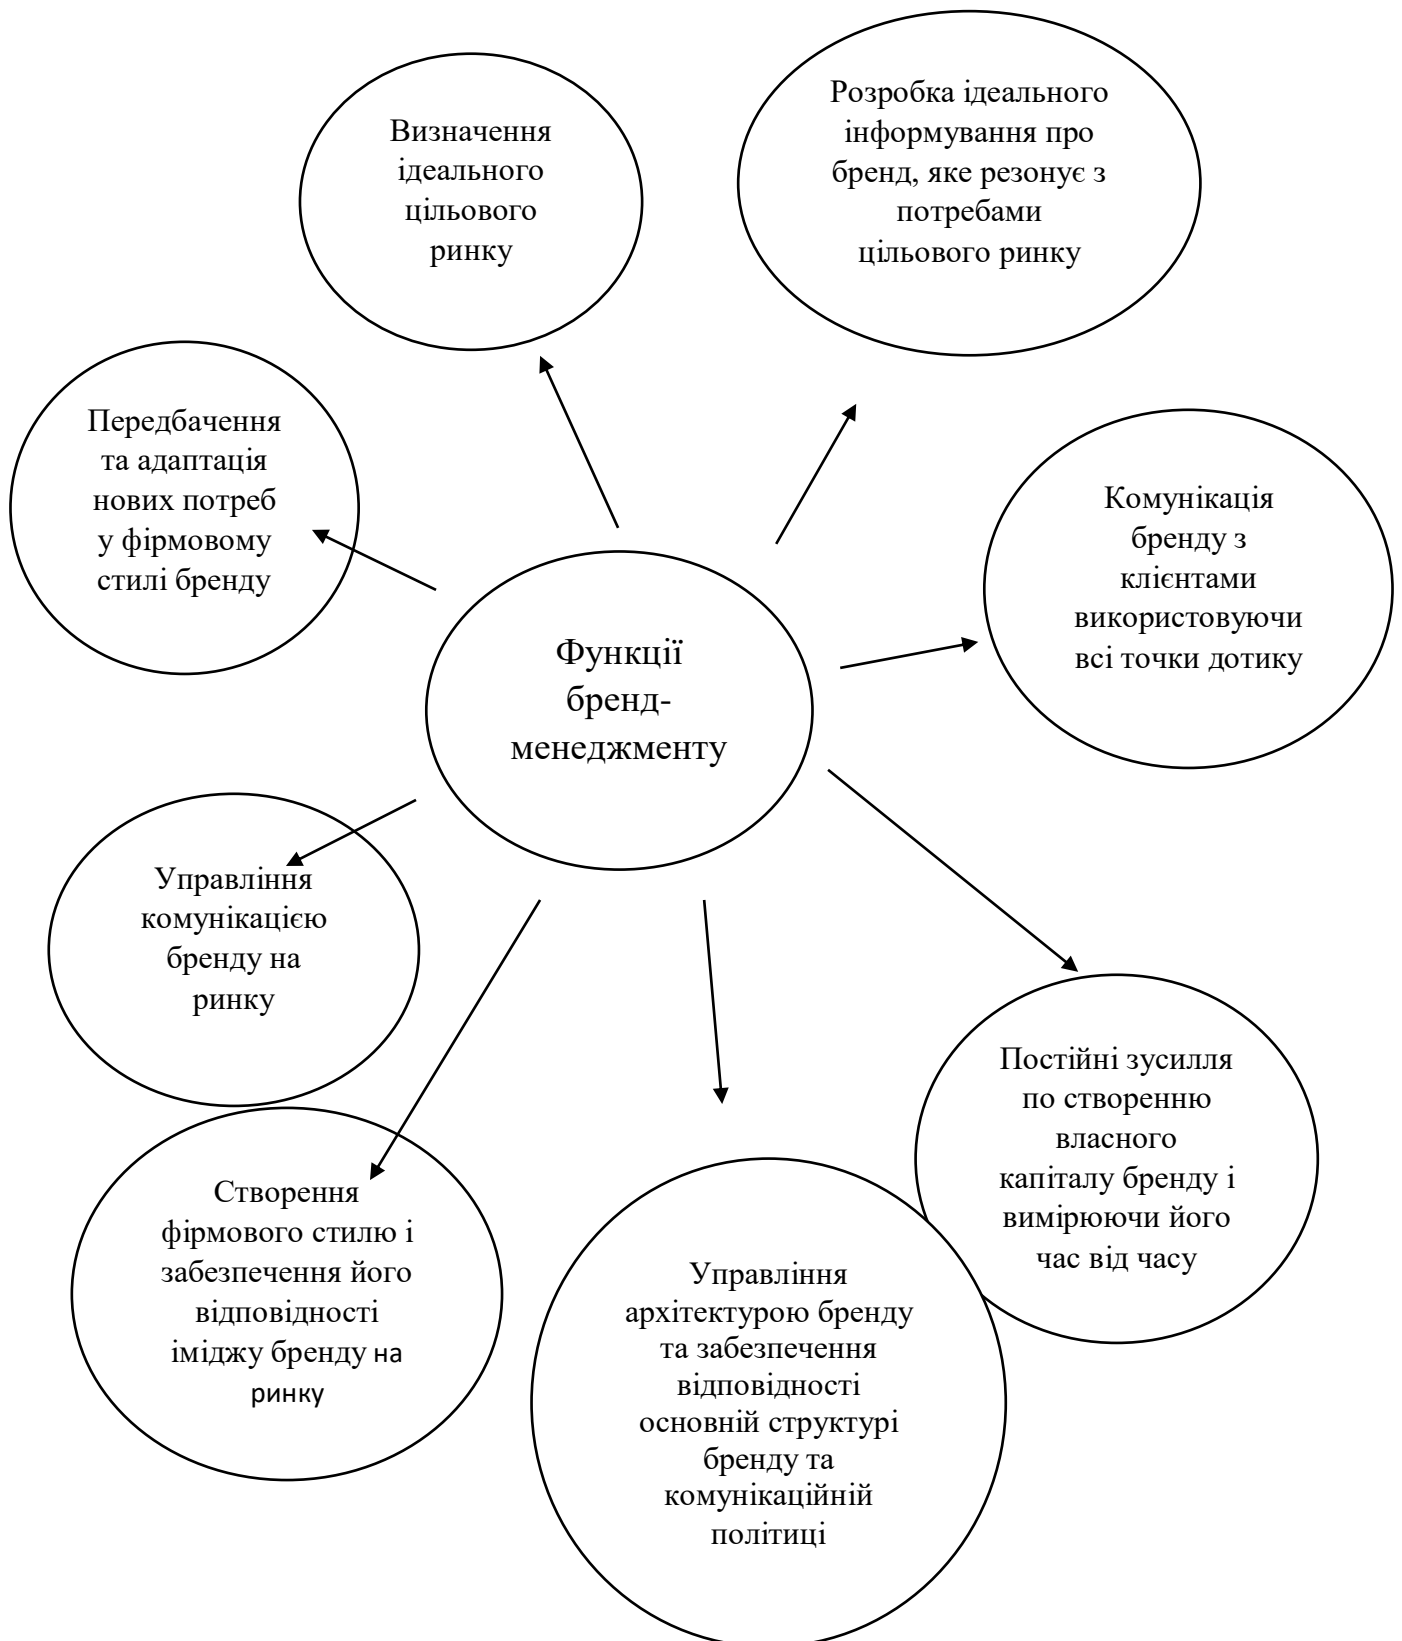 Визначення
ідеального
цільового
ринку
Розробка ідеального
інформування про
бренд, яке резонує з
потребами
цільового ринку
Передбачення
та адаптація
нових потреб
у фірмовому
стилі бренду
Комунікація
бренду з
клієнтами
використовуючи
всі точки дотику
Функції
бренд-
менеджменту
Управління
комунікацією
бренду на
ринку
Постійні зусилля
по створенню
власного
капіталу бренду і
вимірюючи його
час від часу
Створення
фірмового стилю і
забезпечення його
відповідності
іміджу бренду на
ринку
Управління
архітектурою бренду
та забезпечення
відповідності
основній структурі
бренду та
комунікаційній
політиці